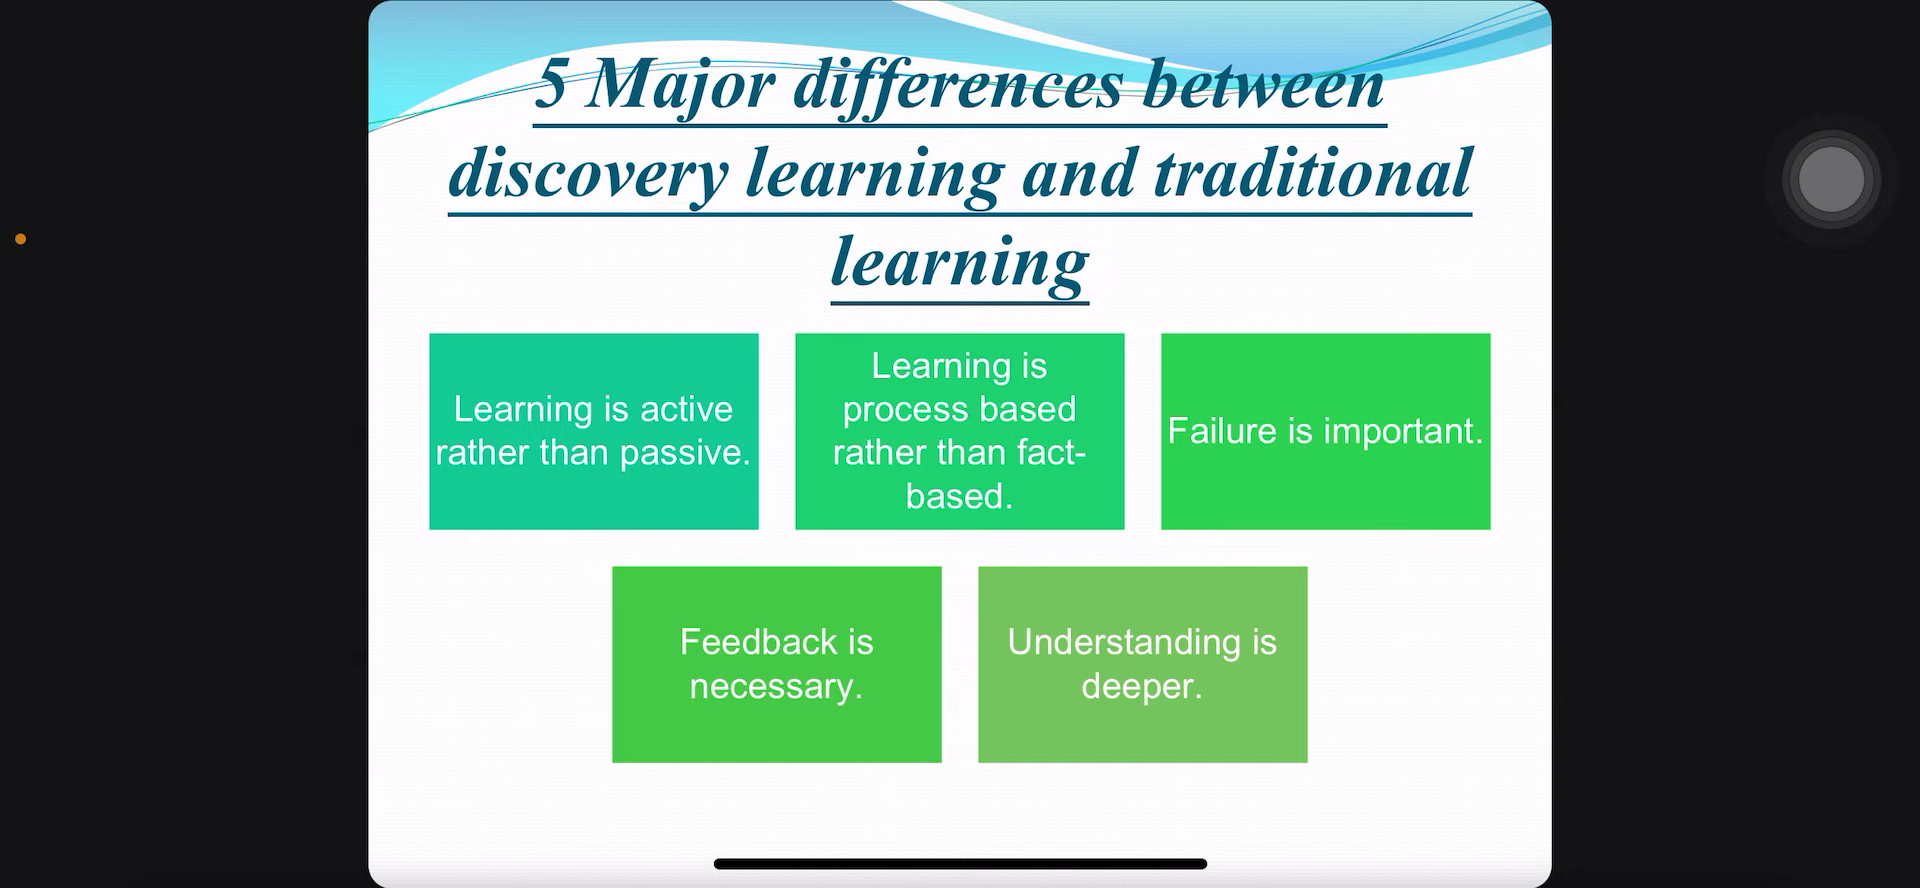 5 Major differences between
discovery learning and traditional
learning
Learning is active
rather than passive.
Learning is
process based
rather than fact-
based.
Failure is important.
Feedback is
necessary.
Understanding is
deeper.